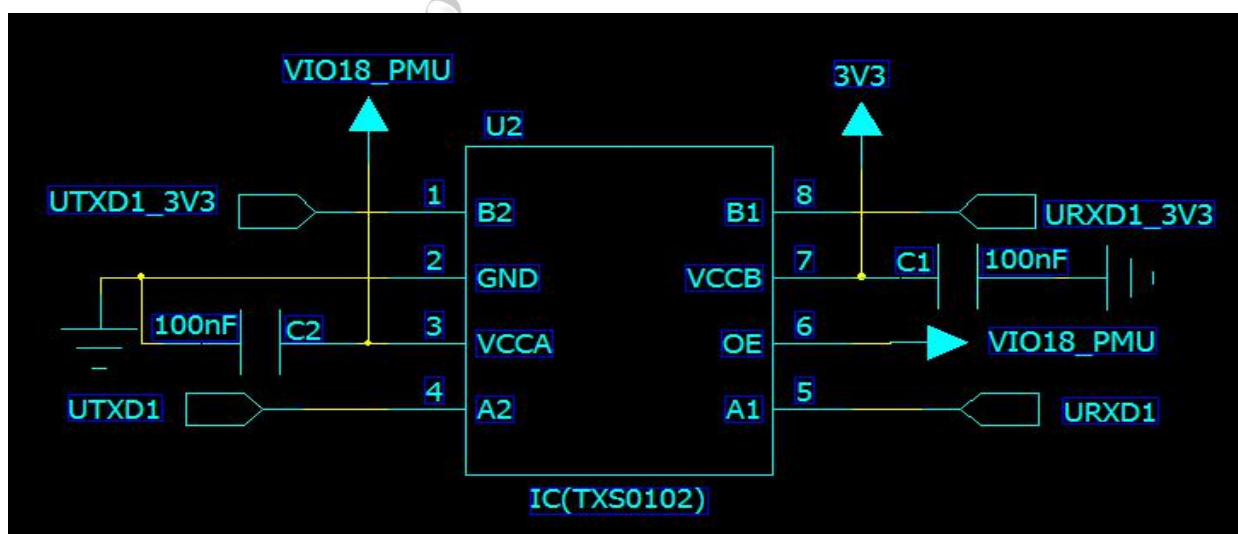 VIO18_PMU
3V3
U2
UTXD1_3V3
1
B2
B1
8
URXD1_3V3
2
GND
VCCB
7
C1
100nF
100nF
C2
3
VCCA
OE
6
VIO18_PMU
UTXD1
4
A2
A1
5
URXD1
IC(TXS0102)